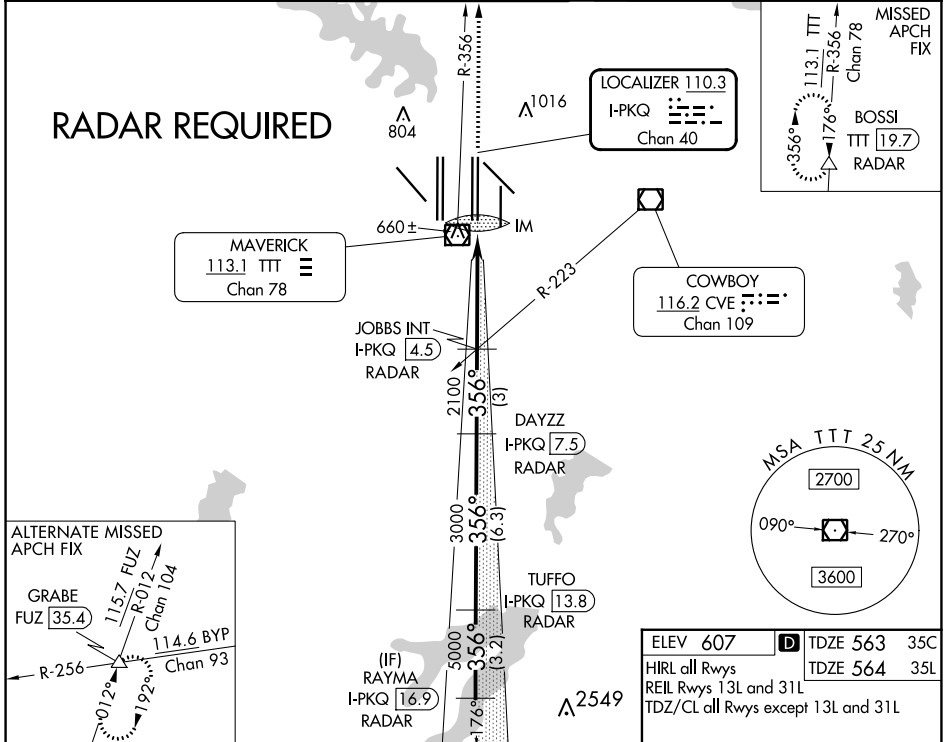 RADAR REQUIRED
R-356
804
1016
LOCALIZER 110.3
I-PKQ
Chan 40
MISSED
APCH
FIX
113.1 TTT
R-356
Chan 78
356°
176°
BOSSI
TTT 19.7
RADAR
660 ±
IM
MAVERICK
113.1 TTT
Chan 78
R-223
COWBOY
116.2 CVE
Chan 109
JOBBS INT
I-PKQ 4.5
RADAR
2100
356°
(3)
DAYZZ
I-PKQ 7.5
RADAR
3000
356°
(6.3)
TUFFO
I-PKQ 13.8
RADAR
5000
356°
(3.2)
(IF)
RAYMA
I-PKQ 16.9
RADAR
176°
2549
MSA TTT 25 NM
2700
090°
270°
3600
ALTERNATE MISSED
APCH FIX
GRABE
FUZ 35.4
115.7 FUZ
R-012
Chan 104
114.6 BYP
Chan 93
R-256
012°
192°
ELEV 607
D
TDZE 563 35C
TDZE 564 35L
HIRL all Rwys
REIL Rwys 13L and 31L
TDZ/CL all Rwys except 13L and 31L